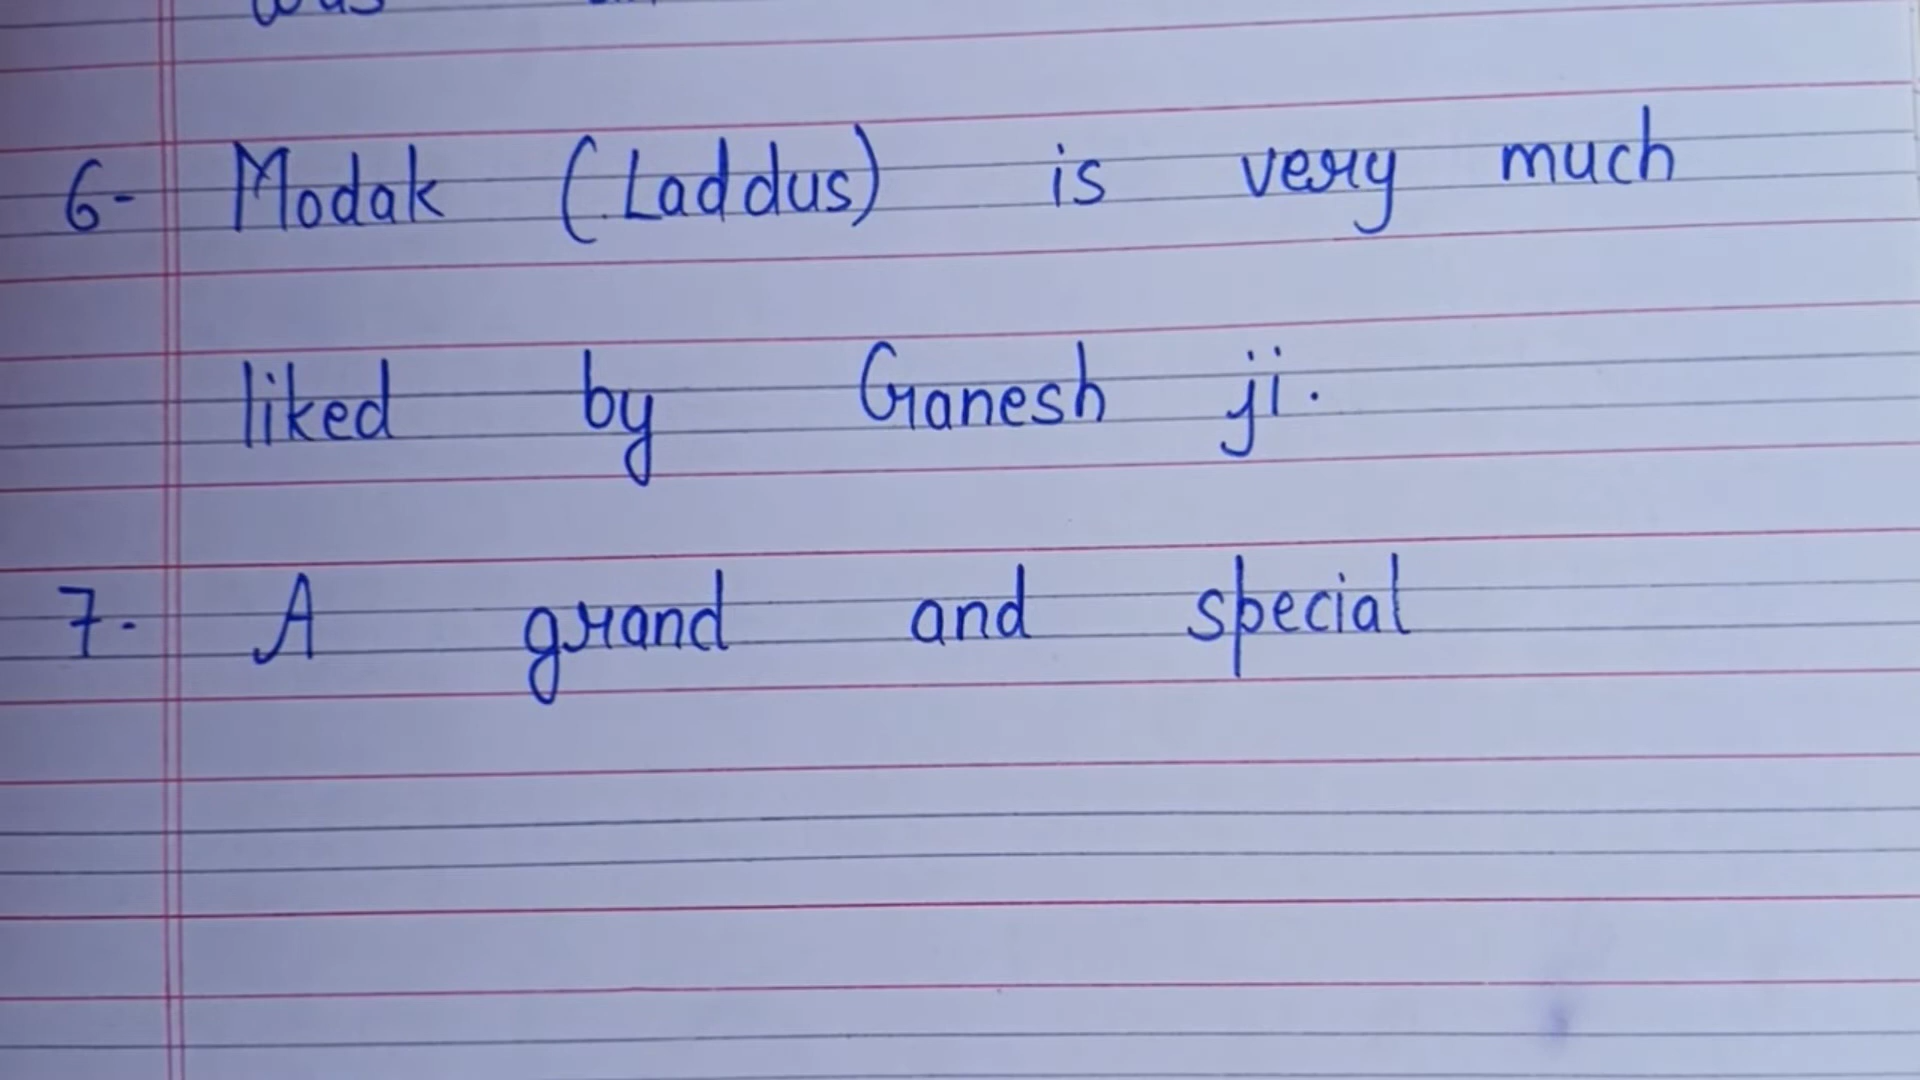 6- Modak (Laddus) is very much
liked by Ganesh ji.
7. A grand and special